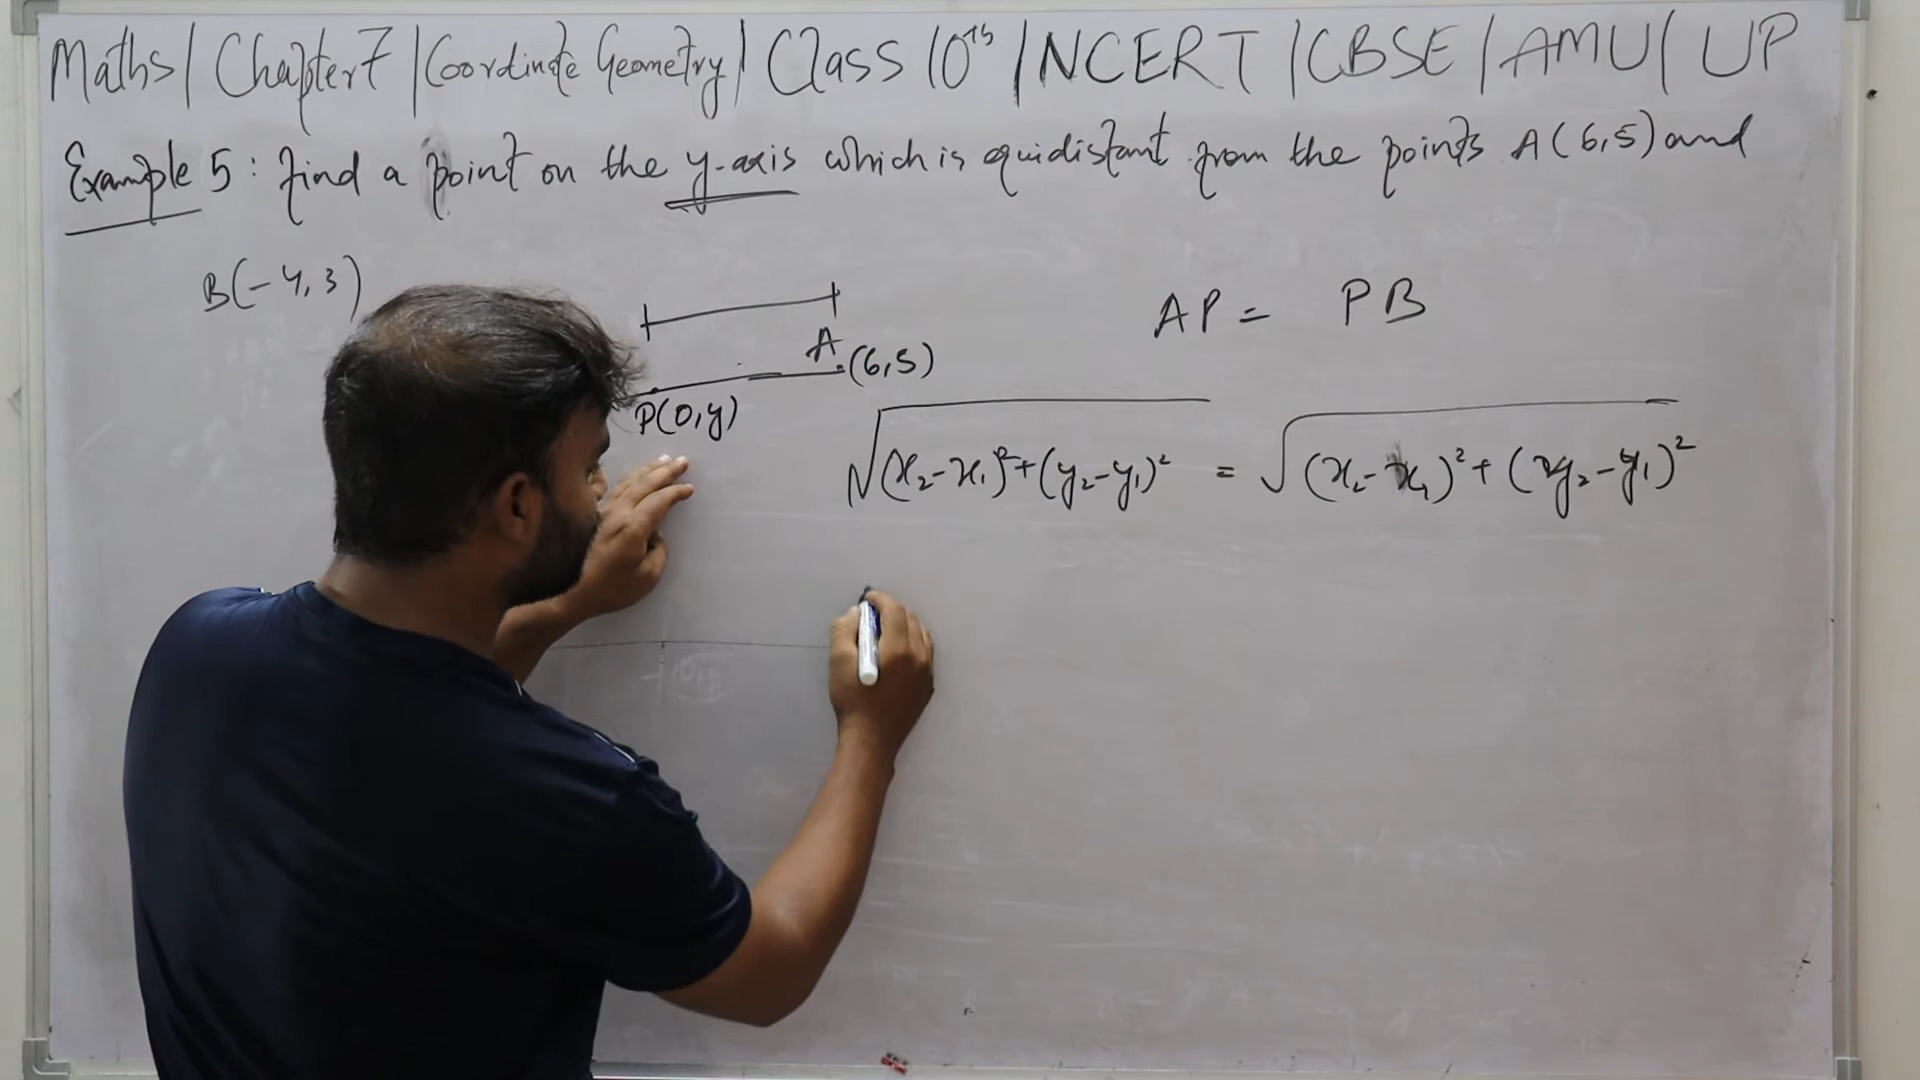 Maths | Chapter 7 | Coordinate Geometry | Class 10th | NCERT | CBSE | AMU | UP
Example 5: find a point on the y-axis which is equidistant from the points A(6,5) and
B(-4,3)
A
(6,5)
P(0,y)
AP = PB
√(x₂-x₁)²+(y₂-y₁)² = √(x₂-x₁)²+(y₂-y₁)²